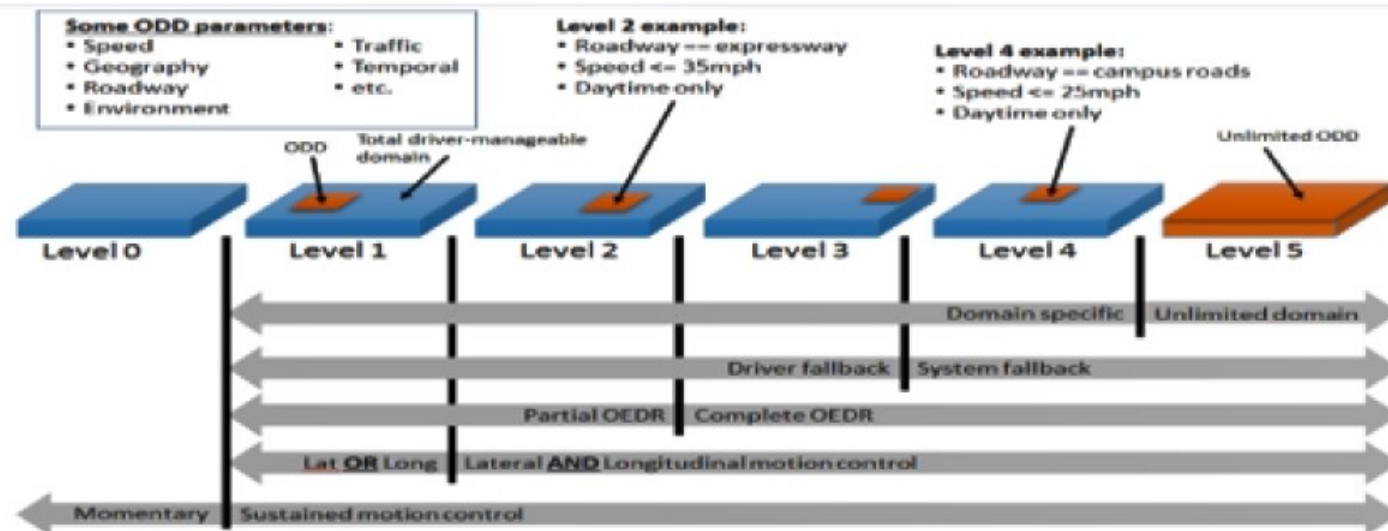 Some ODD parameters:
• Speed
• Geography
• Roadway
• Environment
• Traffic
• Temporal
• etc.
Level 2 example:
• Roadway == expressway
• Speed <= 35mph
• Daytime only
Level 4 example:
• Roadway == campus roads
• Speed <= 25mph
• Daytime only
ODD
Total driver-manageable
domain
Unlimited ODD
Level 0
Level 1
Level 2
Level 3
Level 4
Level 5
Domain specific
Unlimited domain
Driver fallback
System fallback
Partial OEDR
Complete OEDR
Lat OR Long
Lateral AND Longitudinal motion control
Momentary
Sustained motion control